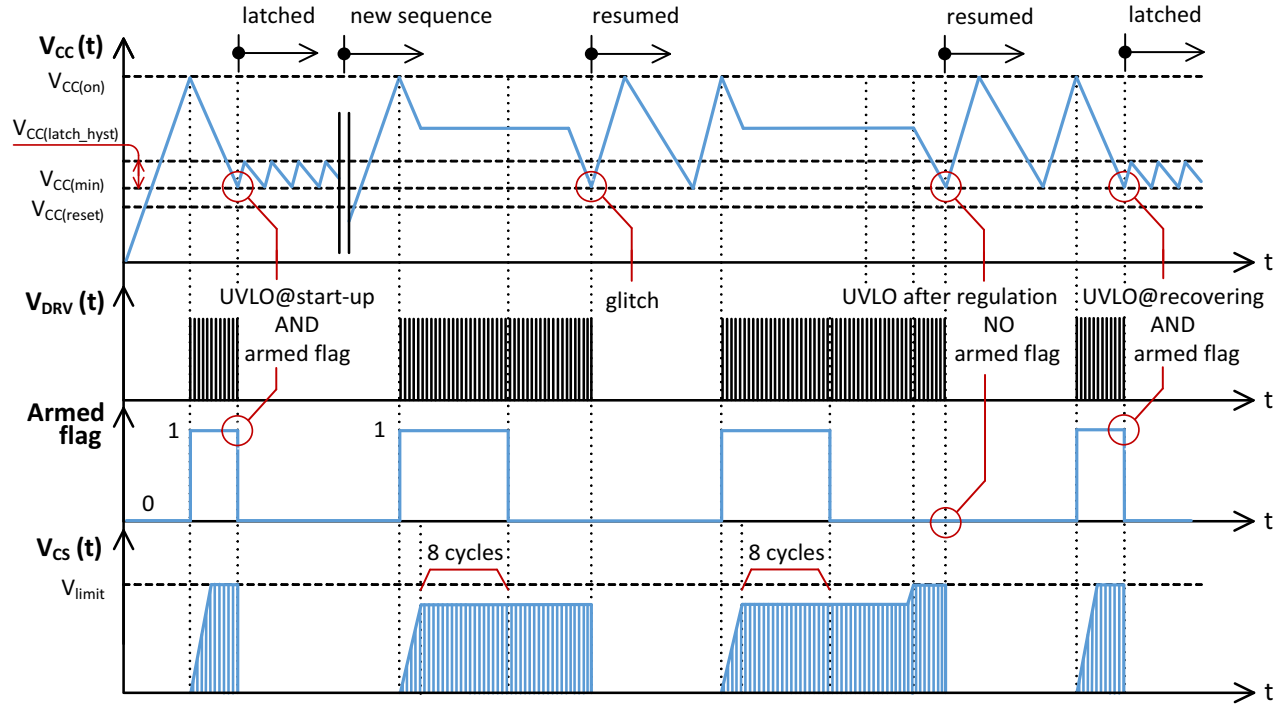 latched
new sequence
resumed
resumed
latched
VCC (t)
VCC(on)
VCC(latch_hyst)
VCC(min)
VCC(reset)
t
VDRV (t)
UVLO@start-up
AND
armed flag
glitch
UVLO after regulation
NO
armed flag
UVLO@recovering
AND
armed flag
t
Armed
flag
1
1
0
t
VCS (t)
8 cycles
8 cycles
Vlimit
t